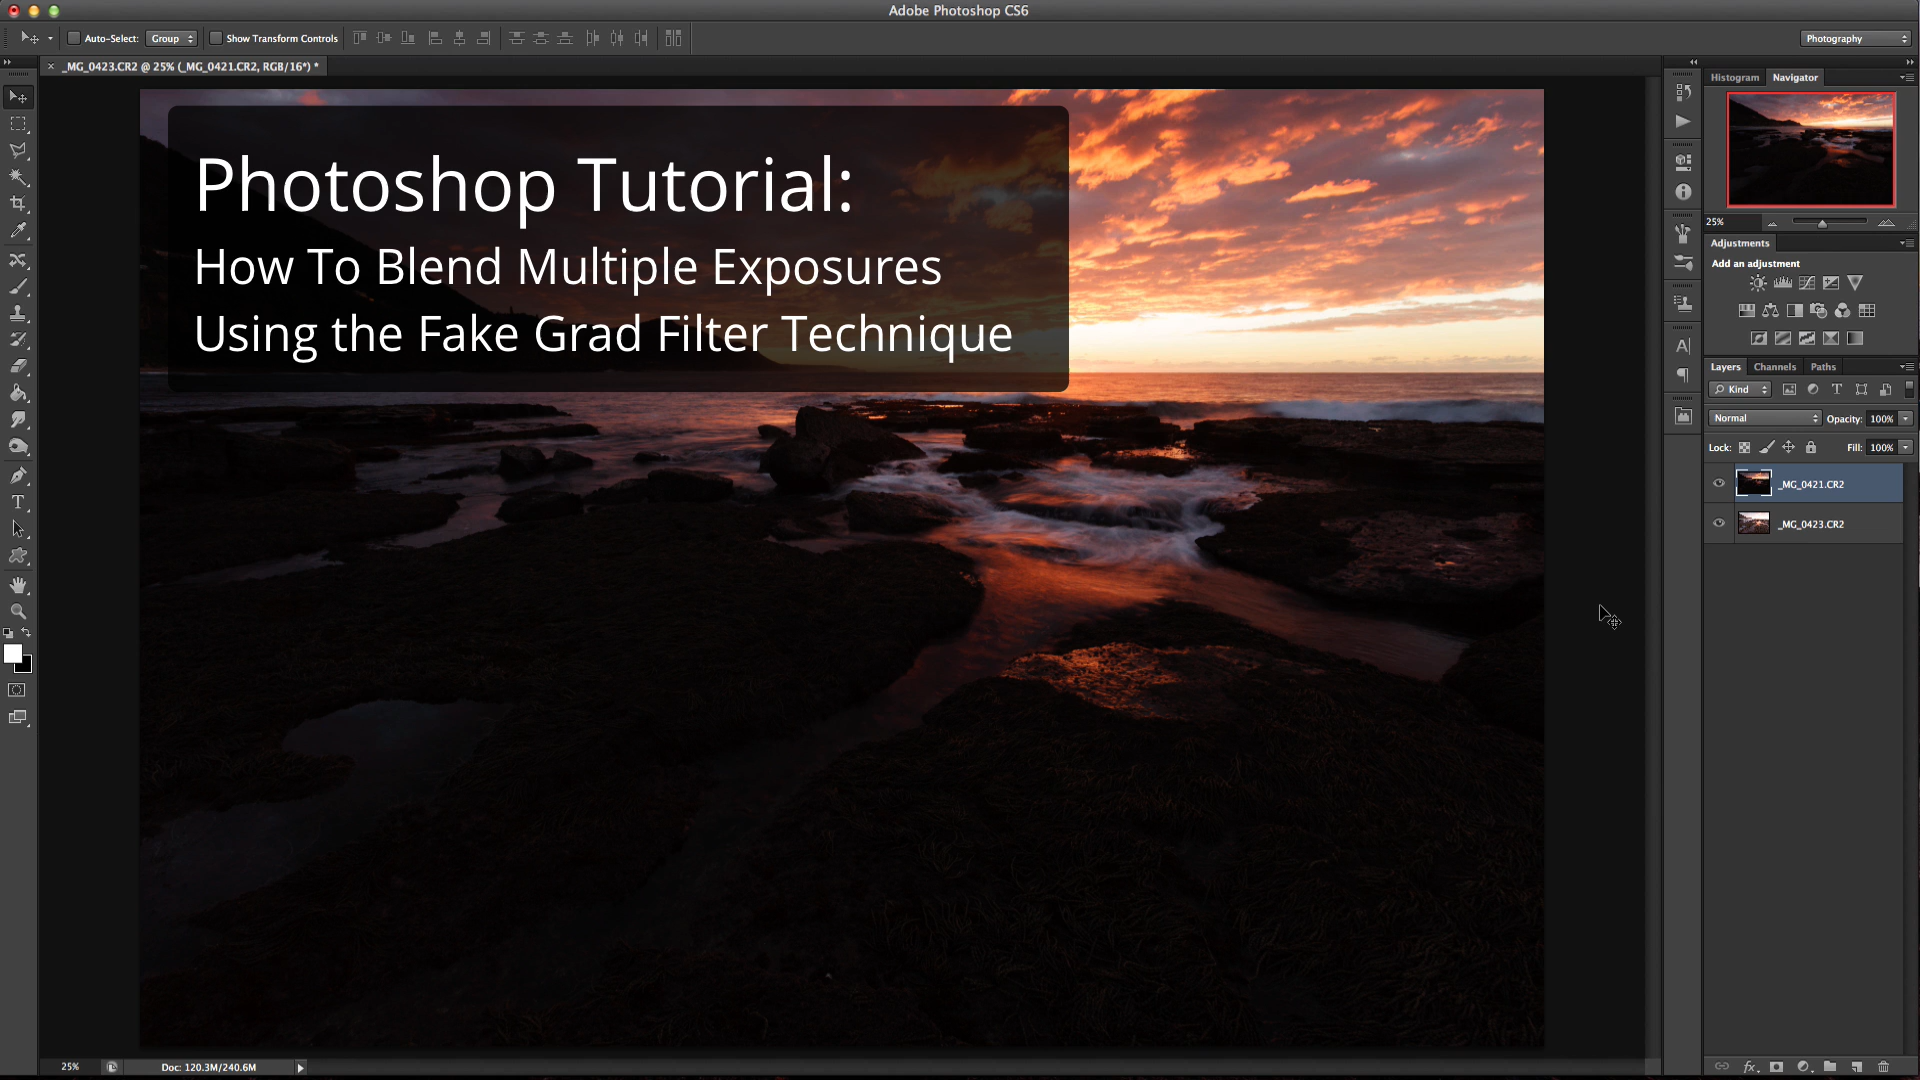 Adobe Photoshop CS6
Auto-Select: Group Show Transform Controls Photography
× _MG_0423.CR2 @ 25% (_MG_0421.CR2, RGB/16*) *
Histogram Navigator
Photoshop Tutorial:
How To Blend Multiple Exposures
Using the Fake Grad Filter Technique
25%
Adjustments
Add an adjustment
Layers Channels Paths
Kind
Normal Opacity: 100%
Lock: Fill: 100%
_MG_0421.CR2
_MG_0423.CR2
25% Doc: 120.3M/240.6M